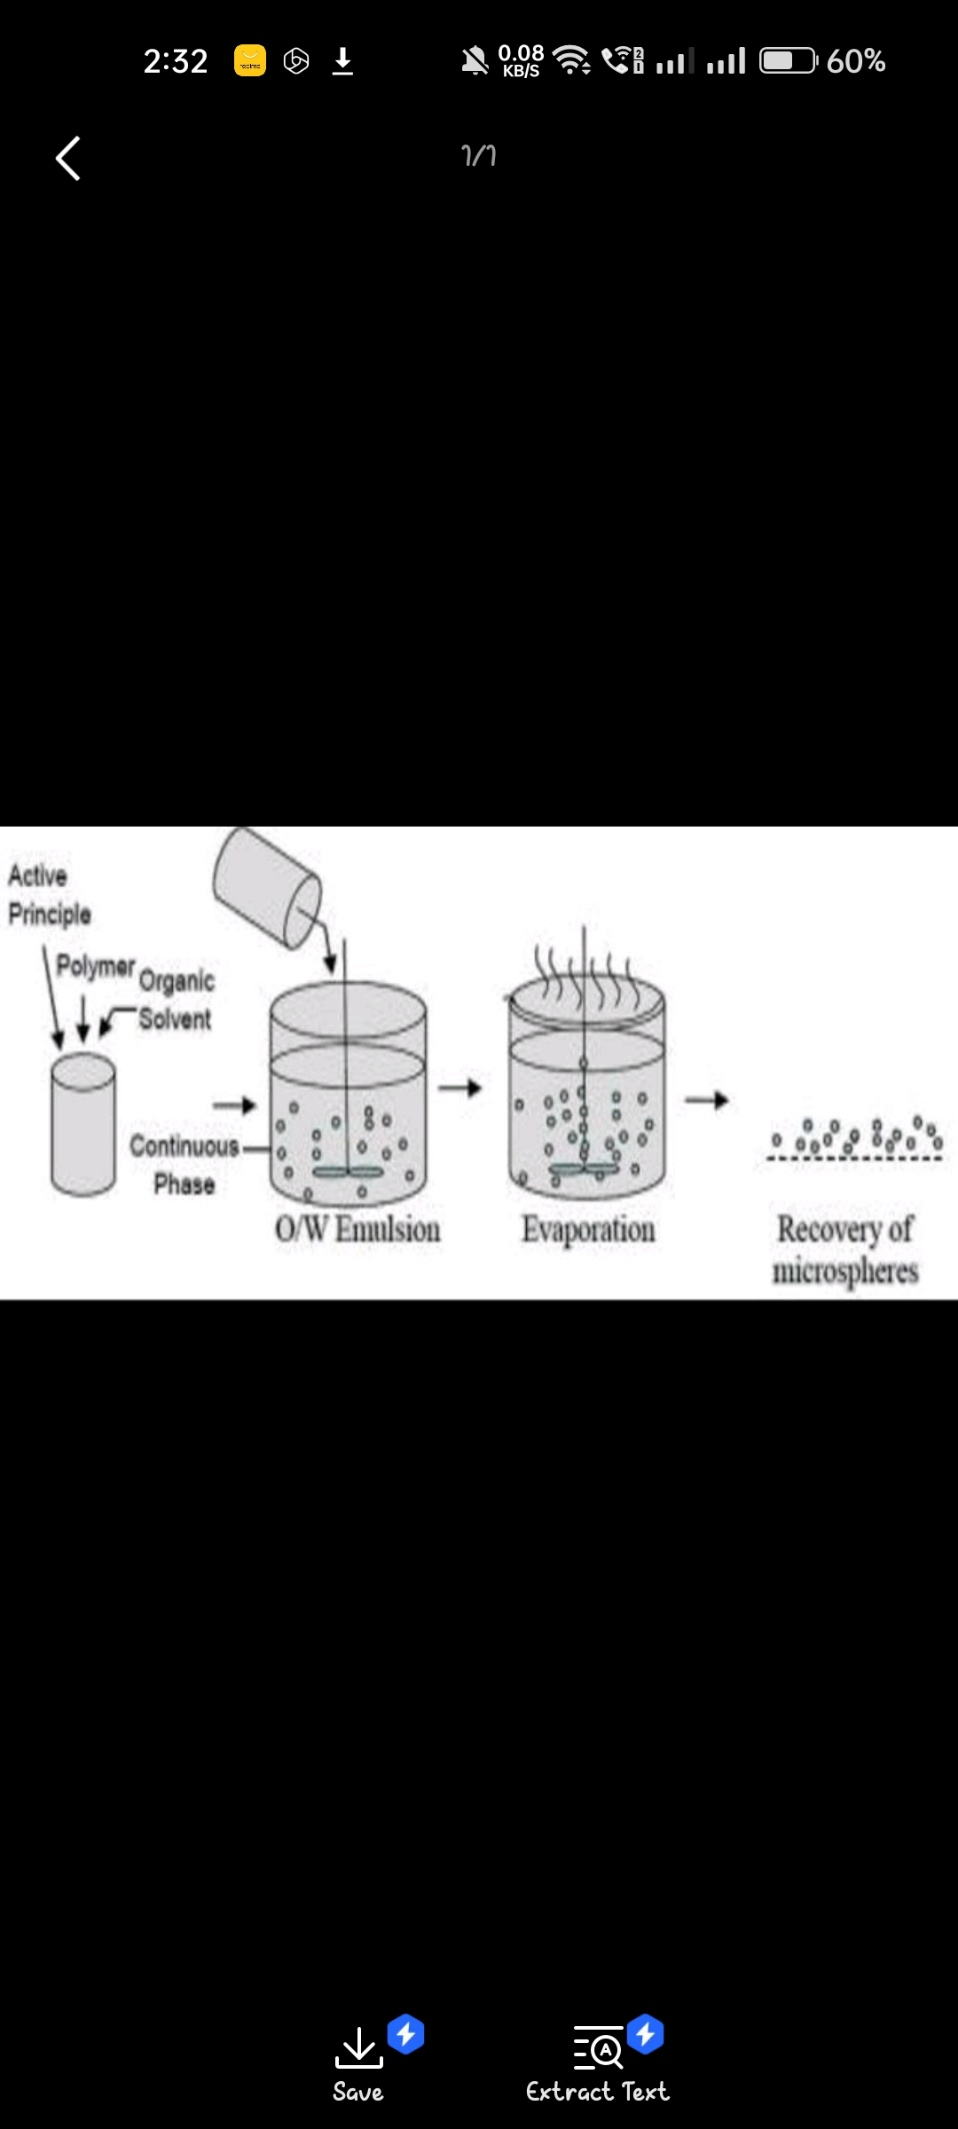 2:32
0.08
KB/S
60%
1/1
Active
Principle
Polymer
Organic
Solvent
Continuous
Phase
O/W Emulsion
Evaporation
Recovery of
microspheres
Save
Extract Text